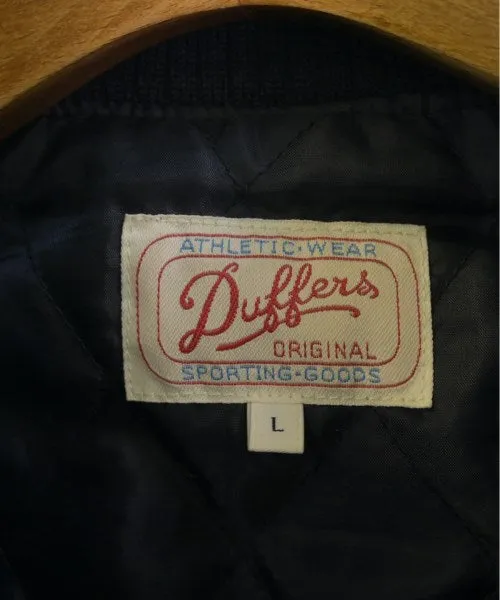 ATHLETIC·WEAR
Duffers
ORIGINAL
SPORTING-GOODS
L